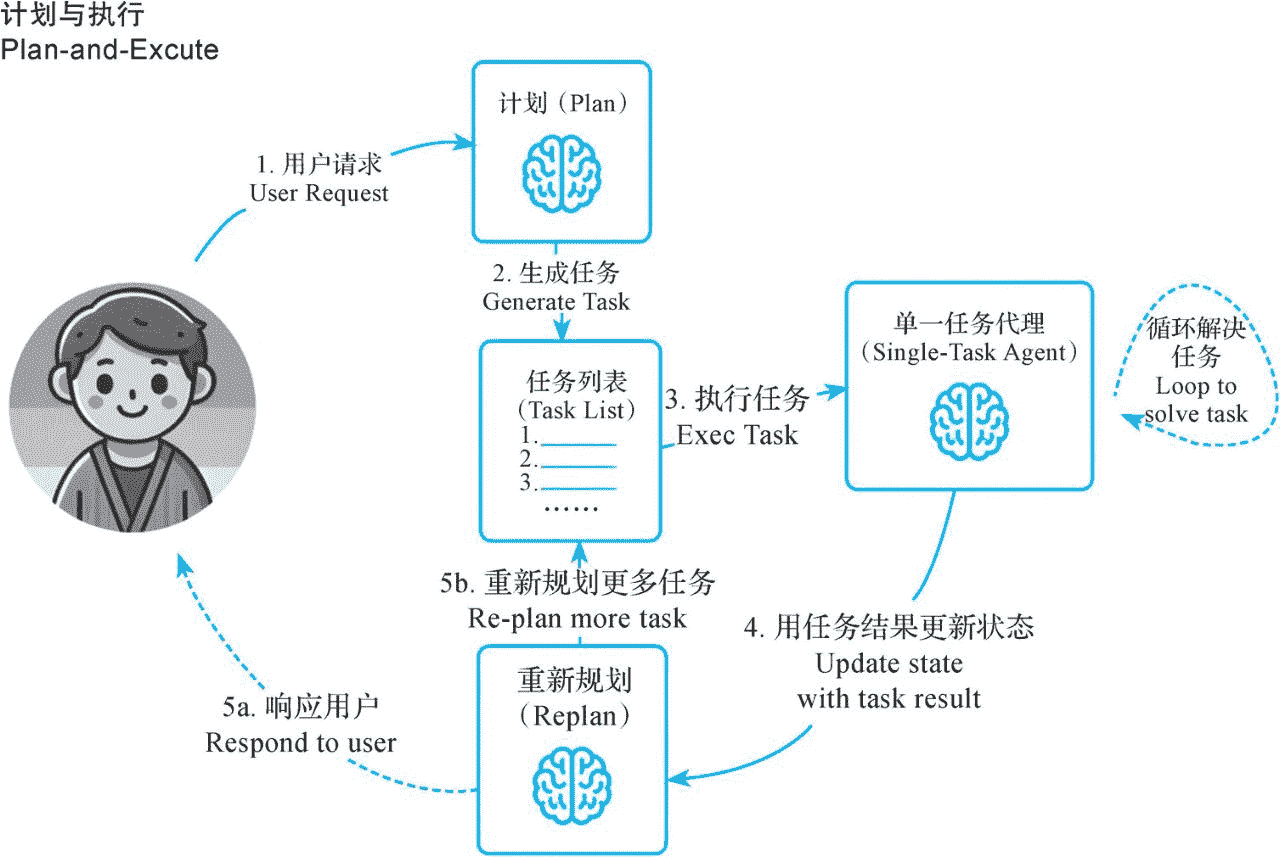 计划与执行
Plan-and-Excute
计划（Plan）
1. 用户请求
User Request
2. 生成任务
Generate Task
任务列表
（Task List）
1.
2.
3.
……
3. 执行任务
Exec Task
单一任务代理
（Single-Task Agent）
循环解决
任务
Loop to
solve task
4. 用任务结果更新状态
Update state
with task result
5b. 重新规划更多任务
Re-plan more task
重新规划
（Replan）
5a. 响应用户
Respond to user